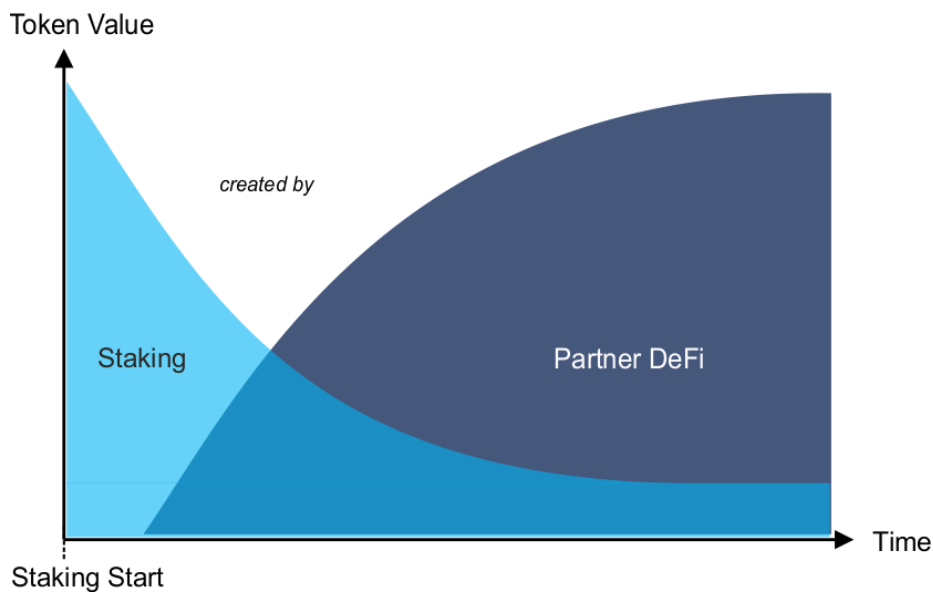 Token Value
created by
Staking
Partner DeFi
Time
Staking Start